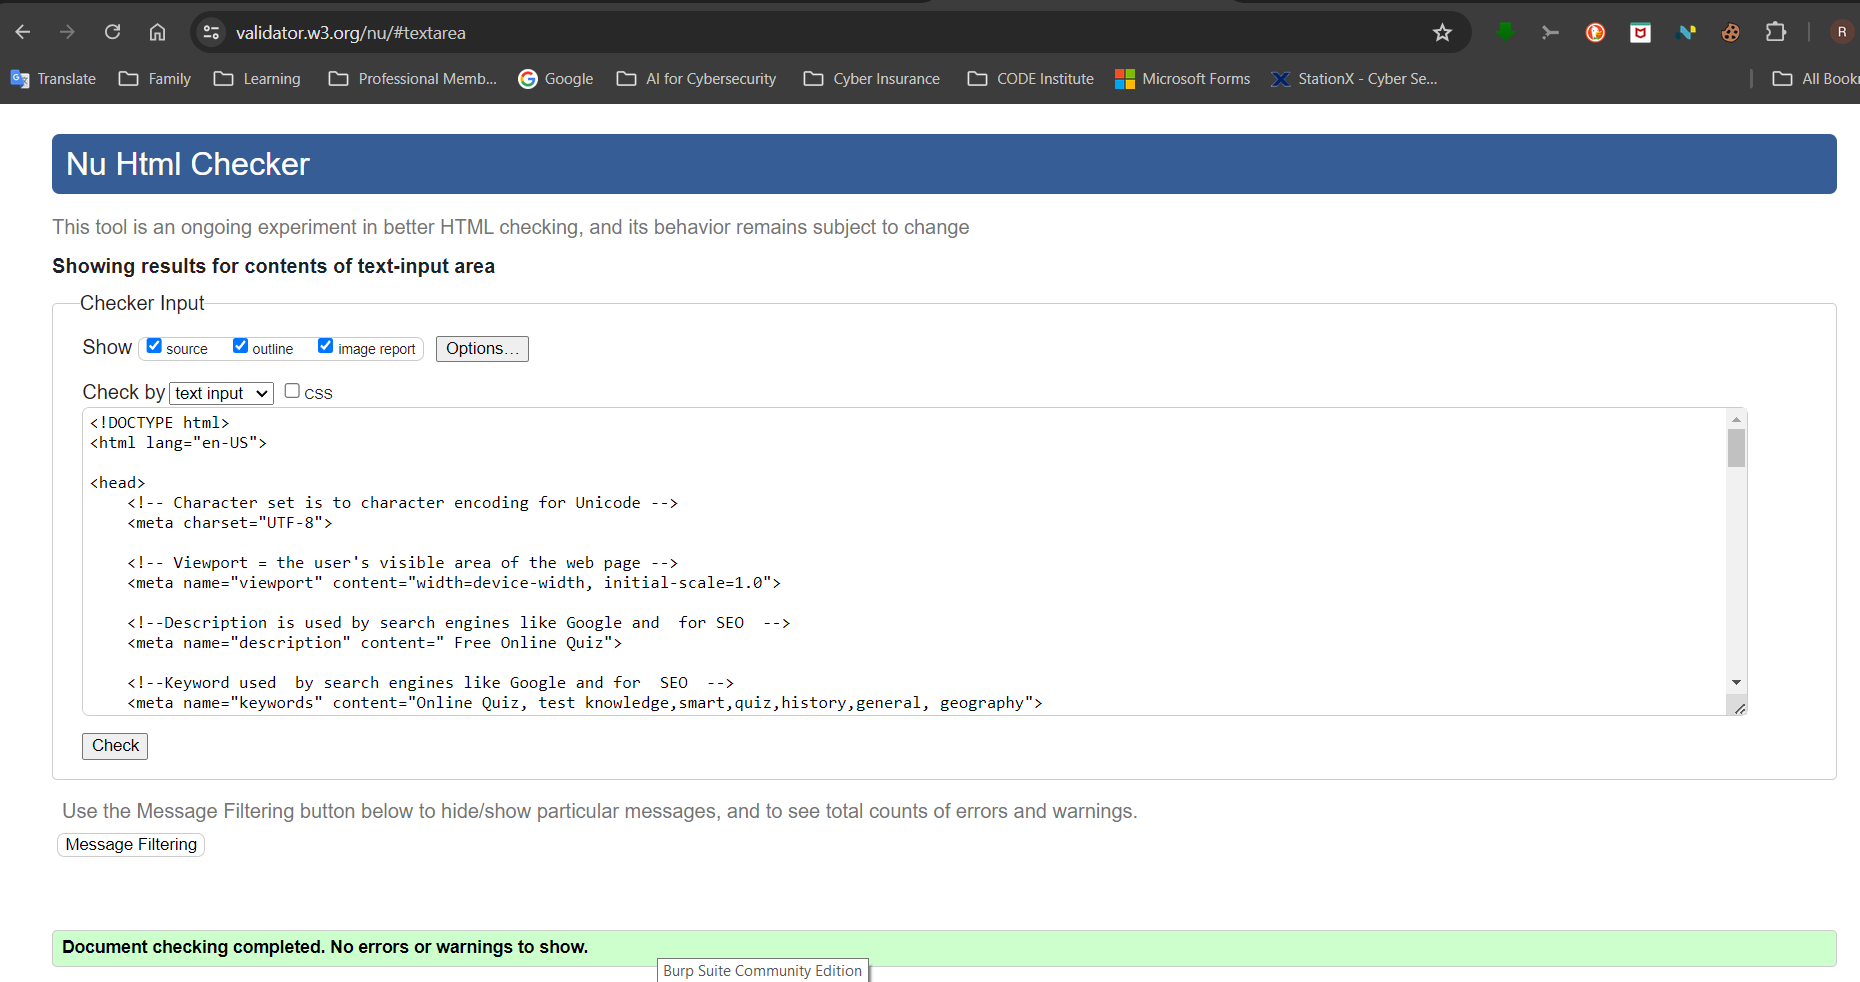 validator.w3.org/nu/#textarea
R
Translate Family Learning Professional Memb... Google AI for Cybersecurity Cyber Insurance CODE Institute Microsoft Forms StationX - Cyber Se... All Book
Nu Html Checker
This tool is an ongoing experiment in better HTML checking, and its behavior remains subject to change
Showing results for contents of text-input area
Checker Input
Show source outline image report Options...
Check by text input CSS
<!DOCTYPE html>
<html lang="en-US">
<head>
<!-- Character set is to character encoding for Unicode -->
<meta charset="UTF-8">
<!-- Viewport = the user's visible area of the web page -->
<meta name="viewport" content="width=device-width, initial-scale=1.0">
<!--Description is used by search engines like Google and  for SEO  -->
<meta name="description" content=" Free Online Quiz">
<!--Keyword used  by search engines like Google and for  SEO  -->
<meta name="keywords" content="Online Quiz, test knowledge,smart,quiz,history,general, geography">
Check
Use the Message Filtering button below to hide/show particular messages, and to see total counts of errors and warnings.
Message Filtering
Document checking completed. No errors or warnings to show.
Burp Suite Community Edition